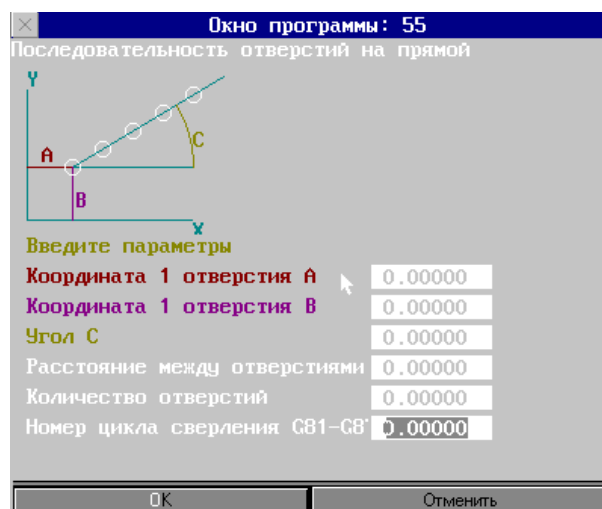 Окно программы: 55
Последовательность отверстий на прямой
Y
C
A
B
X
Введите параметры
Координата 1 отверстия A 0.00000
Координата 1 отверстия B 0.00000
Угол C 0.00000
Расстояние между отверстиями 0.00000
Количество отверстий 0.00000
Номер цикла сверления G81-G8 0.00000
OK Отменить